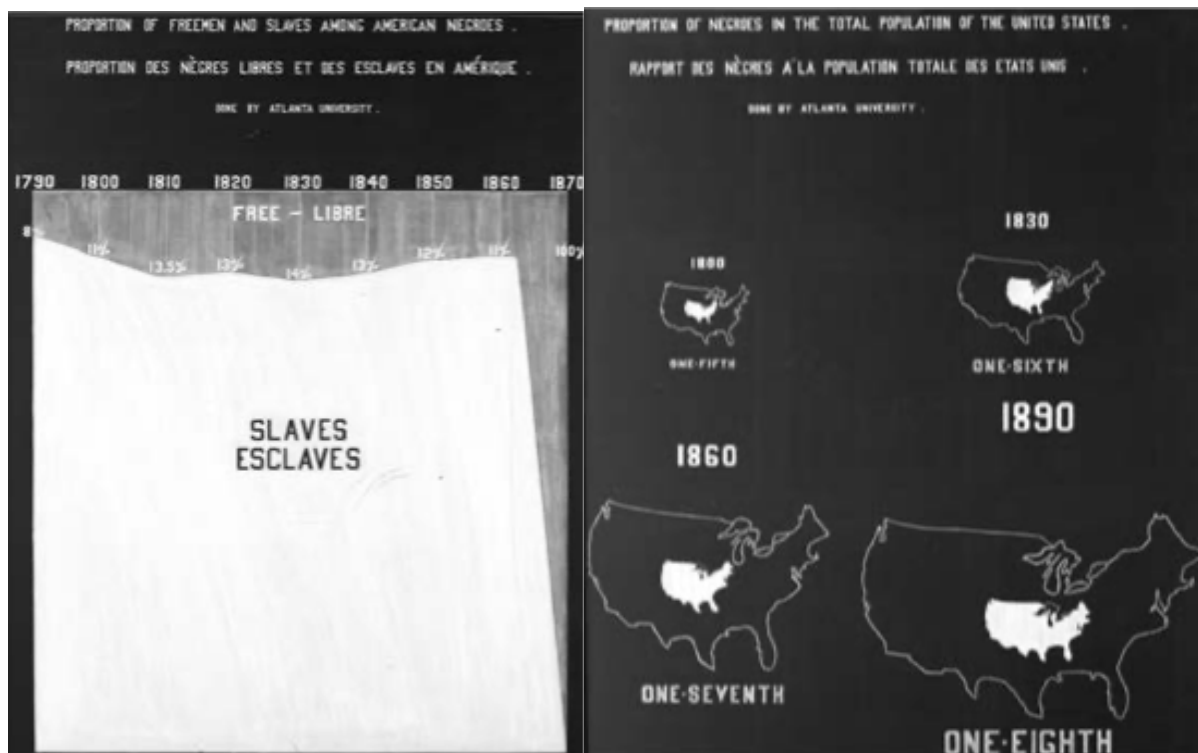 PROPORTION OF FREEMEN AND SLAVES AMONG AMERICAN NEGROES .
PROPORTION DES NÈGRES LIBRES ET DES ESCLAVES EN AMÉRIQUE .
DONE BY ATLANTA UNIVERSITY .
1790 1800 1810 1820 1830 1840 1850 1860 1870
FREE - LIBRE
8% 11% 13.5% 13% 14% 13% 12% 11% 100%
SLAVES
ESCLAVES
PROPORTION OF NEGROES IN THE TOTAL POPULATION OF THE UNITED STATES .
RAPPORT DES NÈGRES A LA POPULATION TOTALE DES ETATS UNIS .
DONE BY ATLANTA UNIVERSITY .
1800
ONE-FIFTH
1830
ONE-SIXTH
1860
ONE-SEVENTH
1890
ONE-EIGHTH